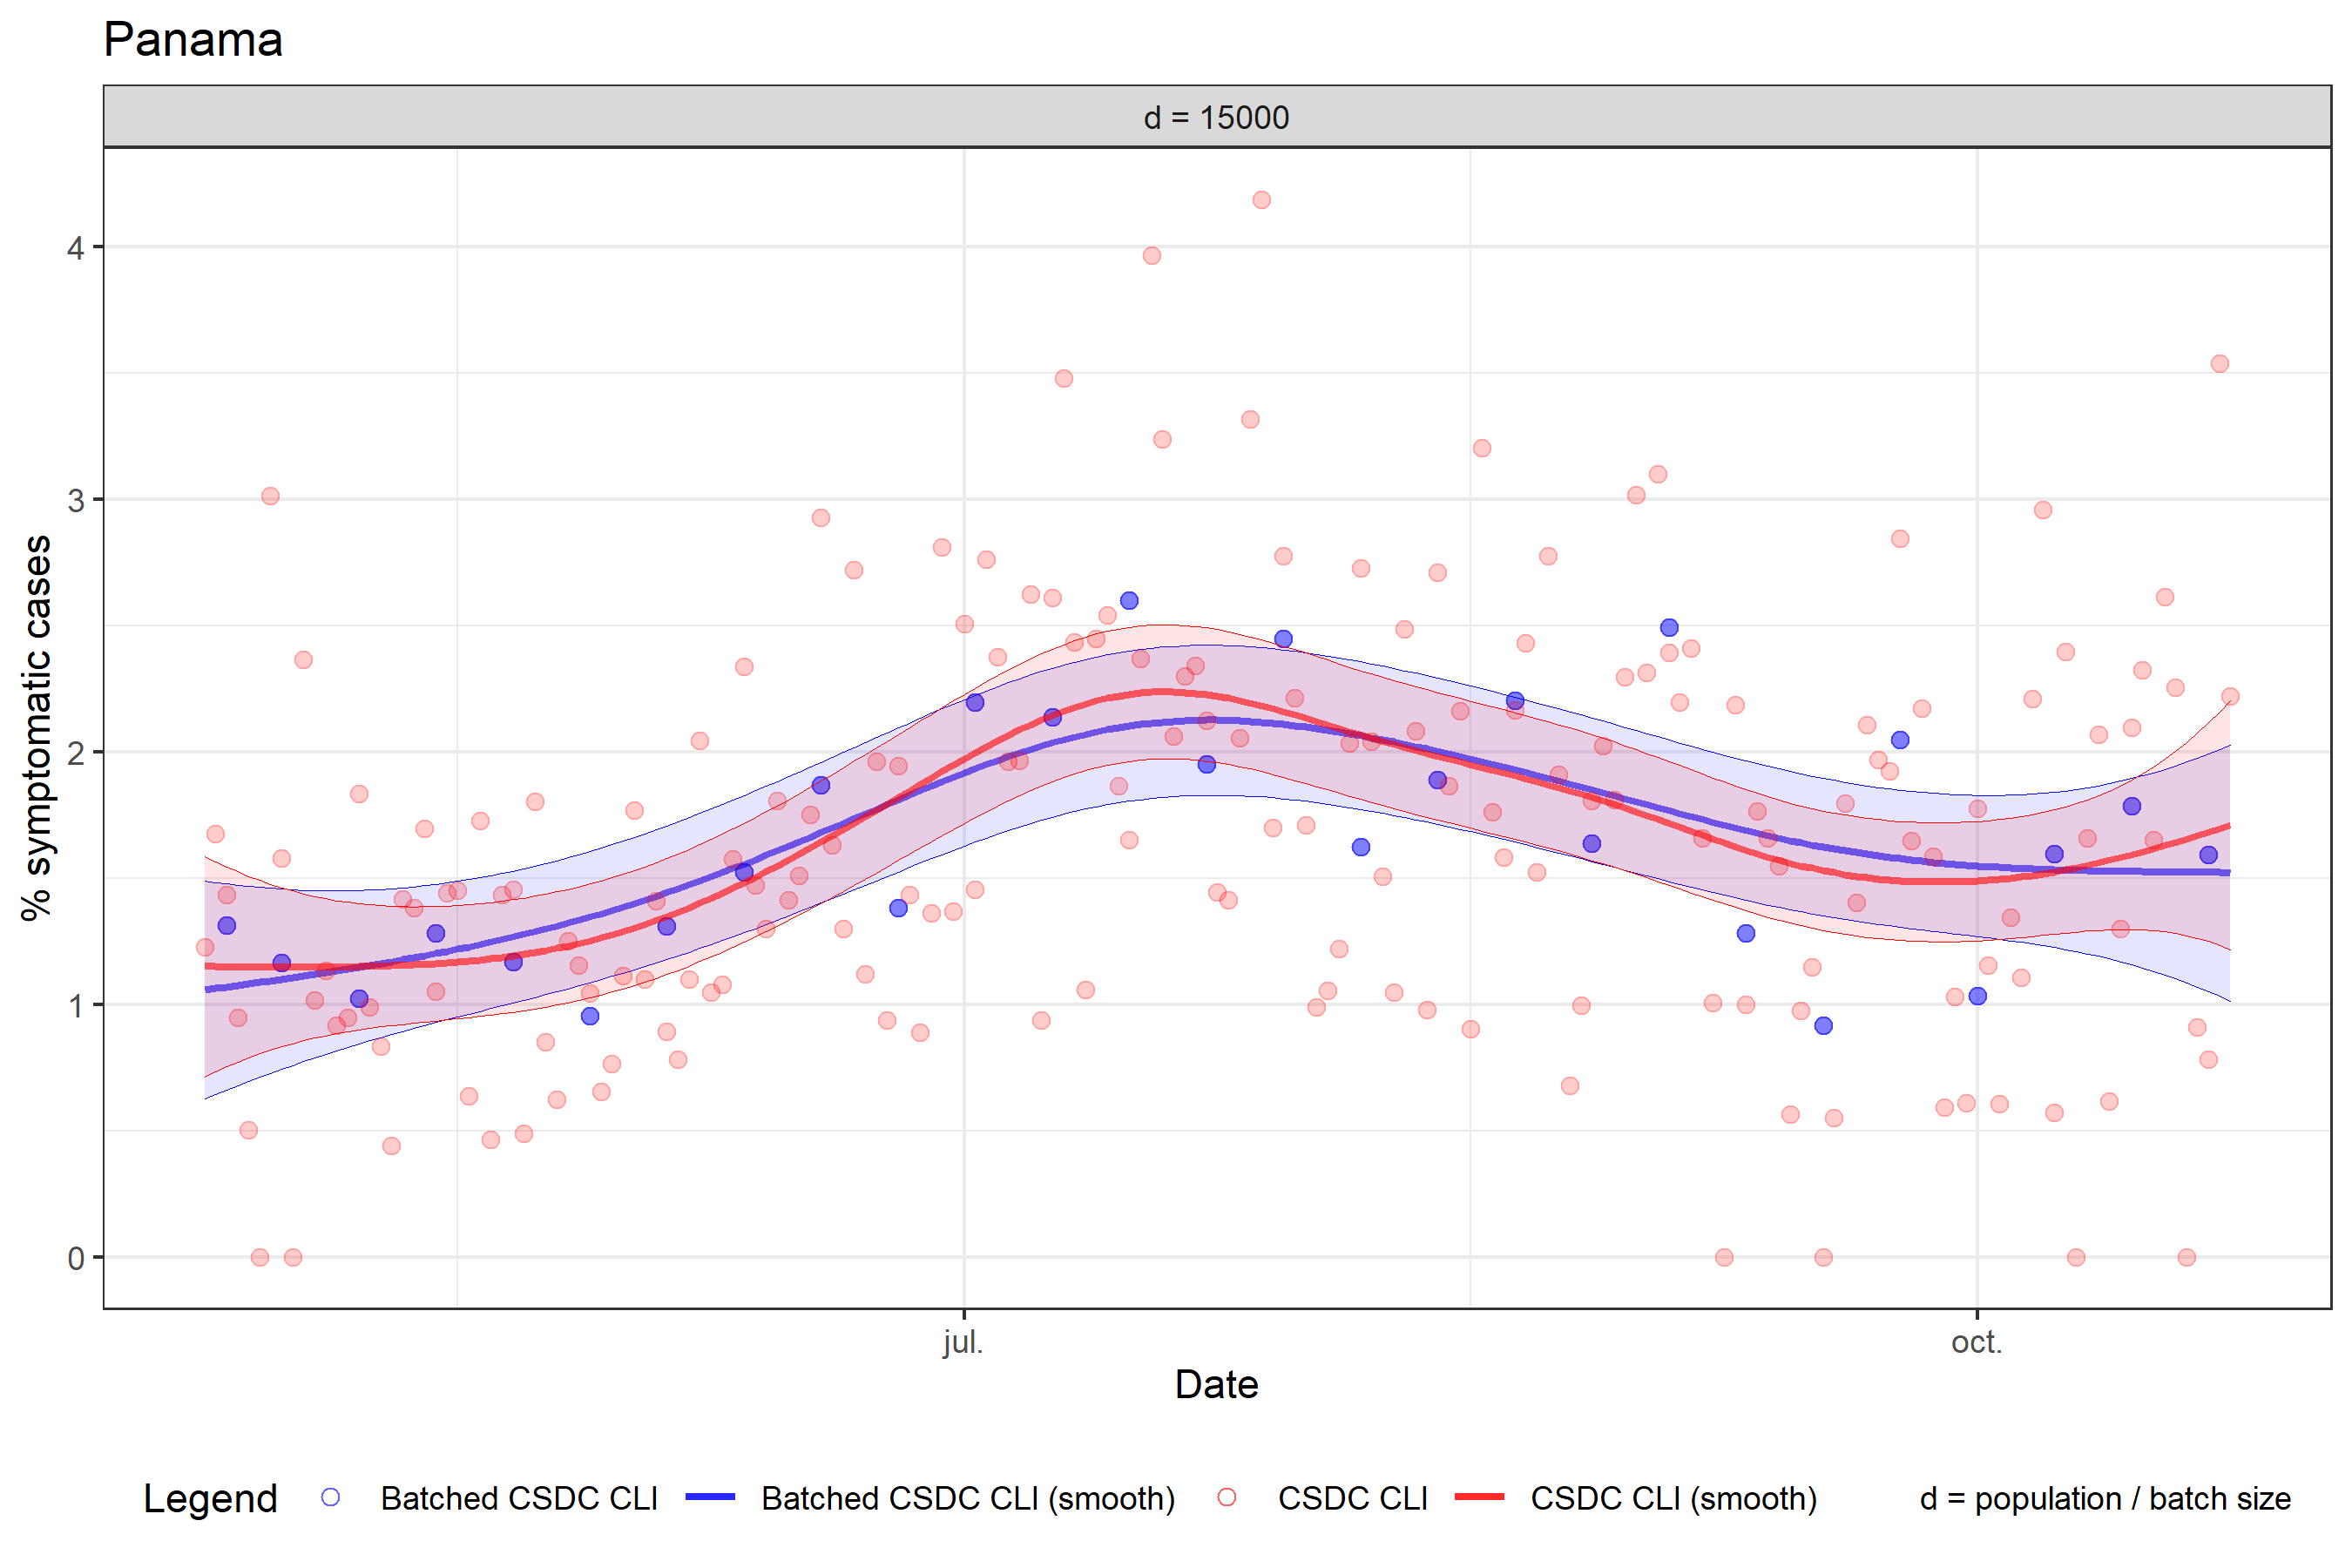 Panama
d = 15000
% symptomatic cases
4
3
2
1
0
jul.
oct.
Date
Legend
Batched CSDC CLI
Batched CSDC CLI (smooth)
CSDC CLI
CSDC CLI (smooth)
d = population / batch size